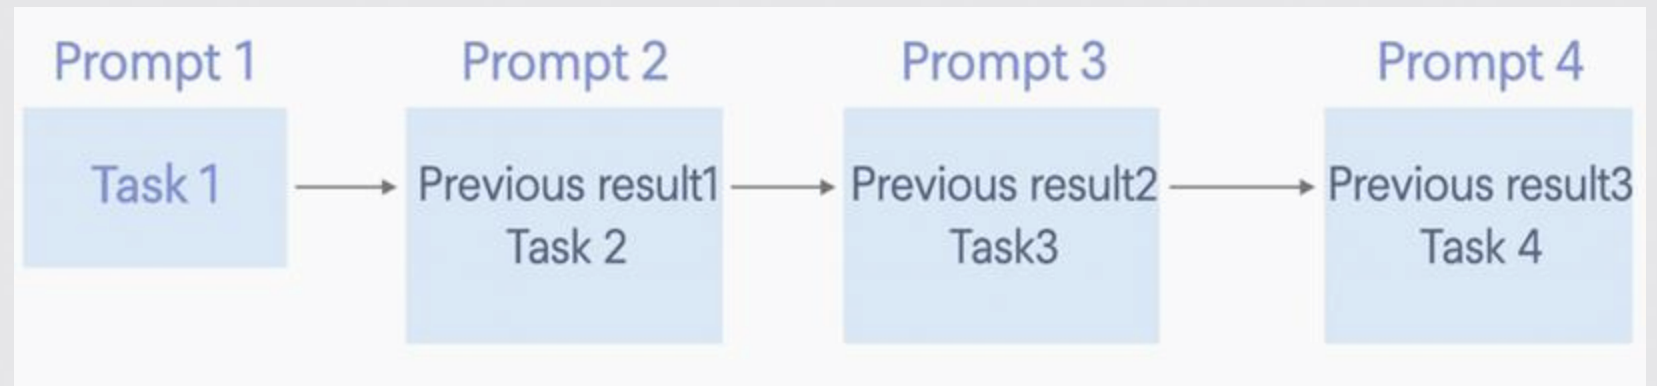 Prompt 1
Prompt 2
Prompt 3
Prompt 4
Task 1
Previous result1
Task 2
Previous result2
Task3
Previous result3
Task 4